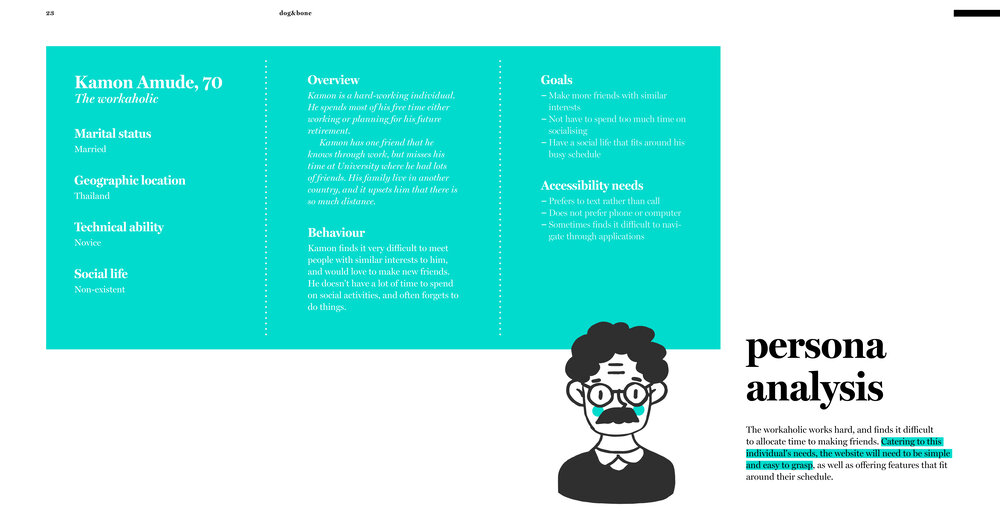 23
dog&bone
Kamon Amude, 70
The workaholic
Marital status
Married
Geographic location
Thailand
Technical ability
Novice
Social life
Non-existent
Overview
Kamon is a hard-working individual.
He spends most of his free time either
working or planning for his future
retirement.
Kamon has one friend that he
knows through work, but misses his
time at University where he had lots
of friends. His family live in another
country, and it upsets him that there is
so much distance.
Behaviour
Kamon finds it very difficult to meet
people with similar interests to him,
and would love to make new friends.
He doesn't have a lot of time to spend
on social activities, and often forgets to
do things.
Goals
– Make more friends with similar
interests
– Not have to spend too much time on
socialising
– Have a social life that fits around his
busy schedule
Accessibility needs
– Prefers to text rather than call
– Does not prefer phone or computer
– Sometimes finds it difficult to navi-
gate through applications
persona
analysis
The workaholic works hard, and finds it difficult
to allocate time to making friends. Catering to this
individual's needs, the website will need to be simple
and easy to grasp, as well as offering features that fit
around their schedule.